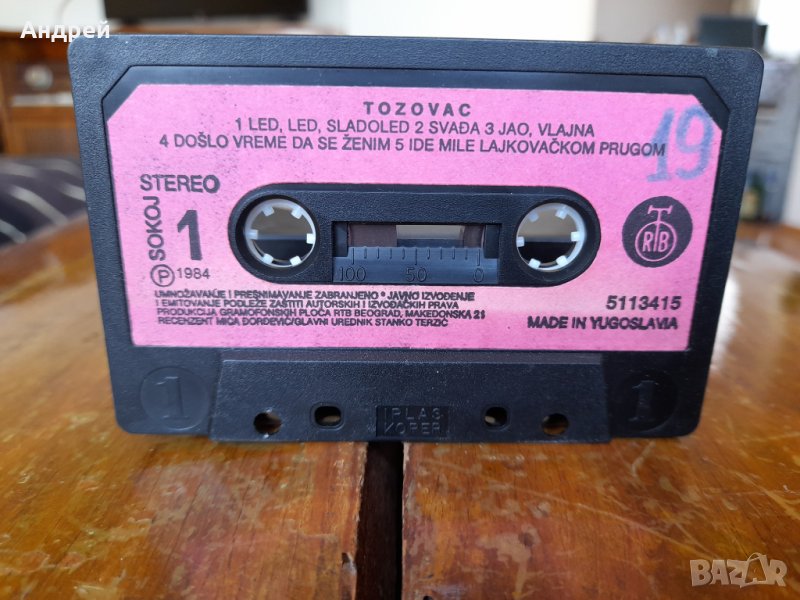 Андрей
TOZOVAC
1 LED, LED, SLADOLED 2 SVADA 3 JAO, VLAJNA
4 DOŠLO VREME DA SE ŽENIM 5 IDE MILE LAJKOVAČKOM PRUGOM
19
STEREO
SOKOJ
1
℗ 1984
100 50 0
RTB
UMNOŽAVANJE I PRESNIMAVANJE ZABRANJENO * JAVNO IZVOĐENJE
I EMITOVANJE PODLEŽE ZAŠTITI AUTORSKIH I IZVOĐAČKIH PRAVA
PRODUKCIJA GRAMOFONSKIH PLOČA RTB BEOGRAD, MAKEDONSKA 21
RECENZENT MIĆA ĐORĐEVIĆ/GLAVNI UREDNIK STANKO TERZIĆ
5113415
MADE IN YUGOSLAVIA
1
1
PLAS
KOPER
BAZAR